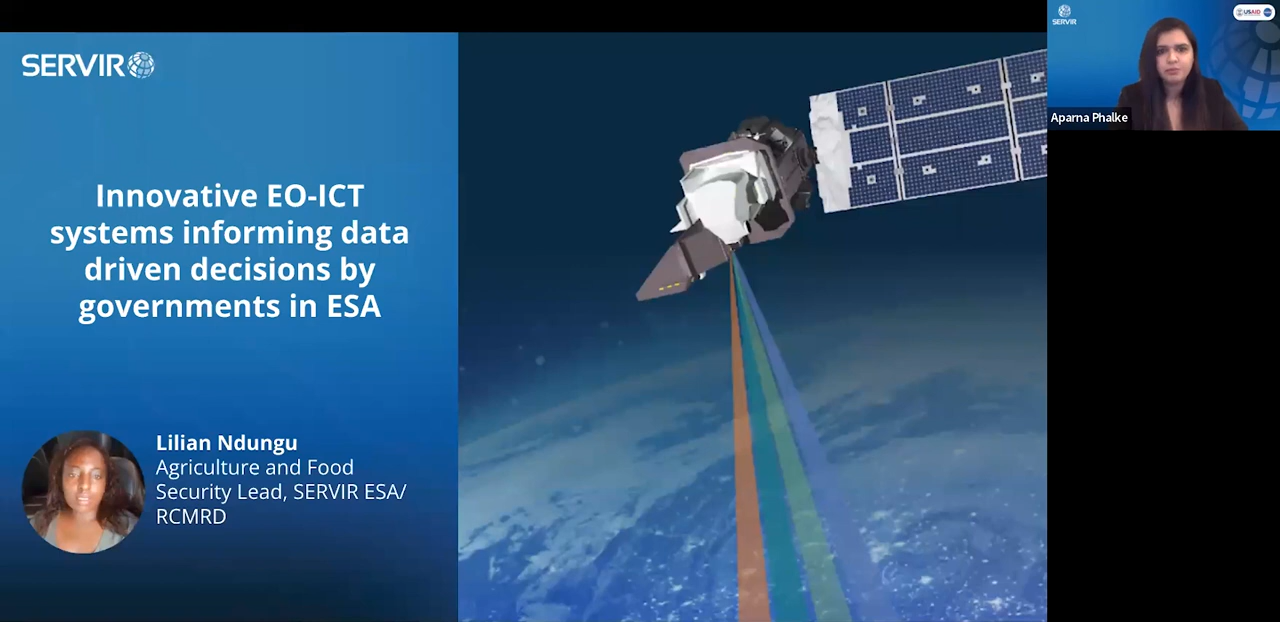 SERVIR
Innovative EO-ICT
systems informing data
driven decisions by
governments in ESA
Lilian Ndungu
Agriculture and Food
Security Lead, SERVIR ESA/
RCMRD
SERVIR
USAID
Aparna Phalke